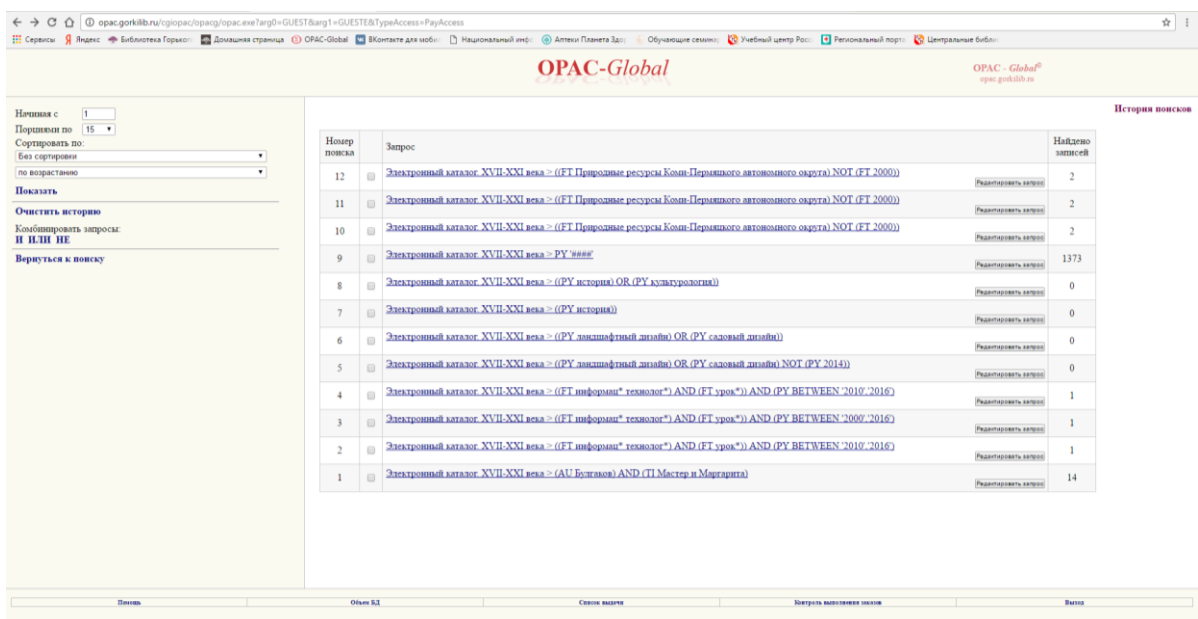 opac.gorkilib.ru/cgiopac/opacg/opac.exe?arg0=GUEST&arg1=GUESTE&TypeAccess=PayAccess
Сервисы Яндекс Библиотека Горьког Домашняя страница OPAC-Global ВКонтакте для моби Национальный инфо Аптеки Планета Здор Обучающие семинар Учебный центр Росс Региональный порта Центральные библи
OPAC-Global
OPAC - Global©
opac.gorkilib.ru
История поисков
Начиная с 1
Порциями по 15
Сортировать по:
Без сортировки
по возрастанию
Показать
Очистить историю
Комбинировать запросы:
И ИЛИ НЕ
Вернуться к поиску
Номер поиска Запрос Найдено записей
12 Электронный каталог. XVII-XXI века > ((FT Природные ресурсы Коми-Пермяцкого автономного округа) NOT (FT 2000)) Редактировать запрос 2
11 Электронный каталог. XVII-XXI века > ((FT Природные ресурсы Коми-Пермяцкого автономного округа) NOT (FT 2000)) Редактировать запрос 2
10 Электронный каталог. XVII-XXI века > ((FT Природные ресурсы Коми-Пермяцкого автономного округа) NOT (FT 2000)) Редактировать запрос 2
9 Электронный каталог. XVII-XXI века > PY '####' Редактировать запрос 1373
8 Электронный каталог. XVII-XXI века > ((PY история) OR (PY культурология)) Редактировать запрос 0
7 Электронный каталог. XVII-XXI века > ((PY история)) Редактировать запрос 0
6 Электронный каталог. XVII-XXI века > ((PY ландшафтный дизайн) OR (PY садовый дизайн)) Редактировать запрос 0
5 Электронный каталог. XVII-XXI века > ((PY ландшафтный дизайн) OR (PY садовый дизайн) NOT (PY 2014)) Редактировать запрос 0
4 Электронный каталог. XVII-XXI века > ((FT информац* технолог*) AND (FT урок*)) AND (PY BETWEEN '2010','2016') Редактировать запрос 1
3 Электронный каталог. XVII-XXI века > ((FT информац* технолог*) AND (FT урок*)) AND (PY BETWEEN '2000','2016') Редактировать запрос 1
2 Электронный каталог. XVII-XXI века > ((FT информац* технолог*) AND (FT урок*)) AND (PY BETWEEN '2010','2016') Редактировать запрос 1
1 Электронный каталог. XVII-XXI века > (AU Булгаков) AND (TI Мастер и Маргарита) Редактировать запрос 14
Помощь Объем БД Список выдачи Контроль выполнения заказов Выход